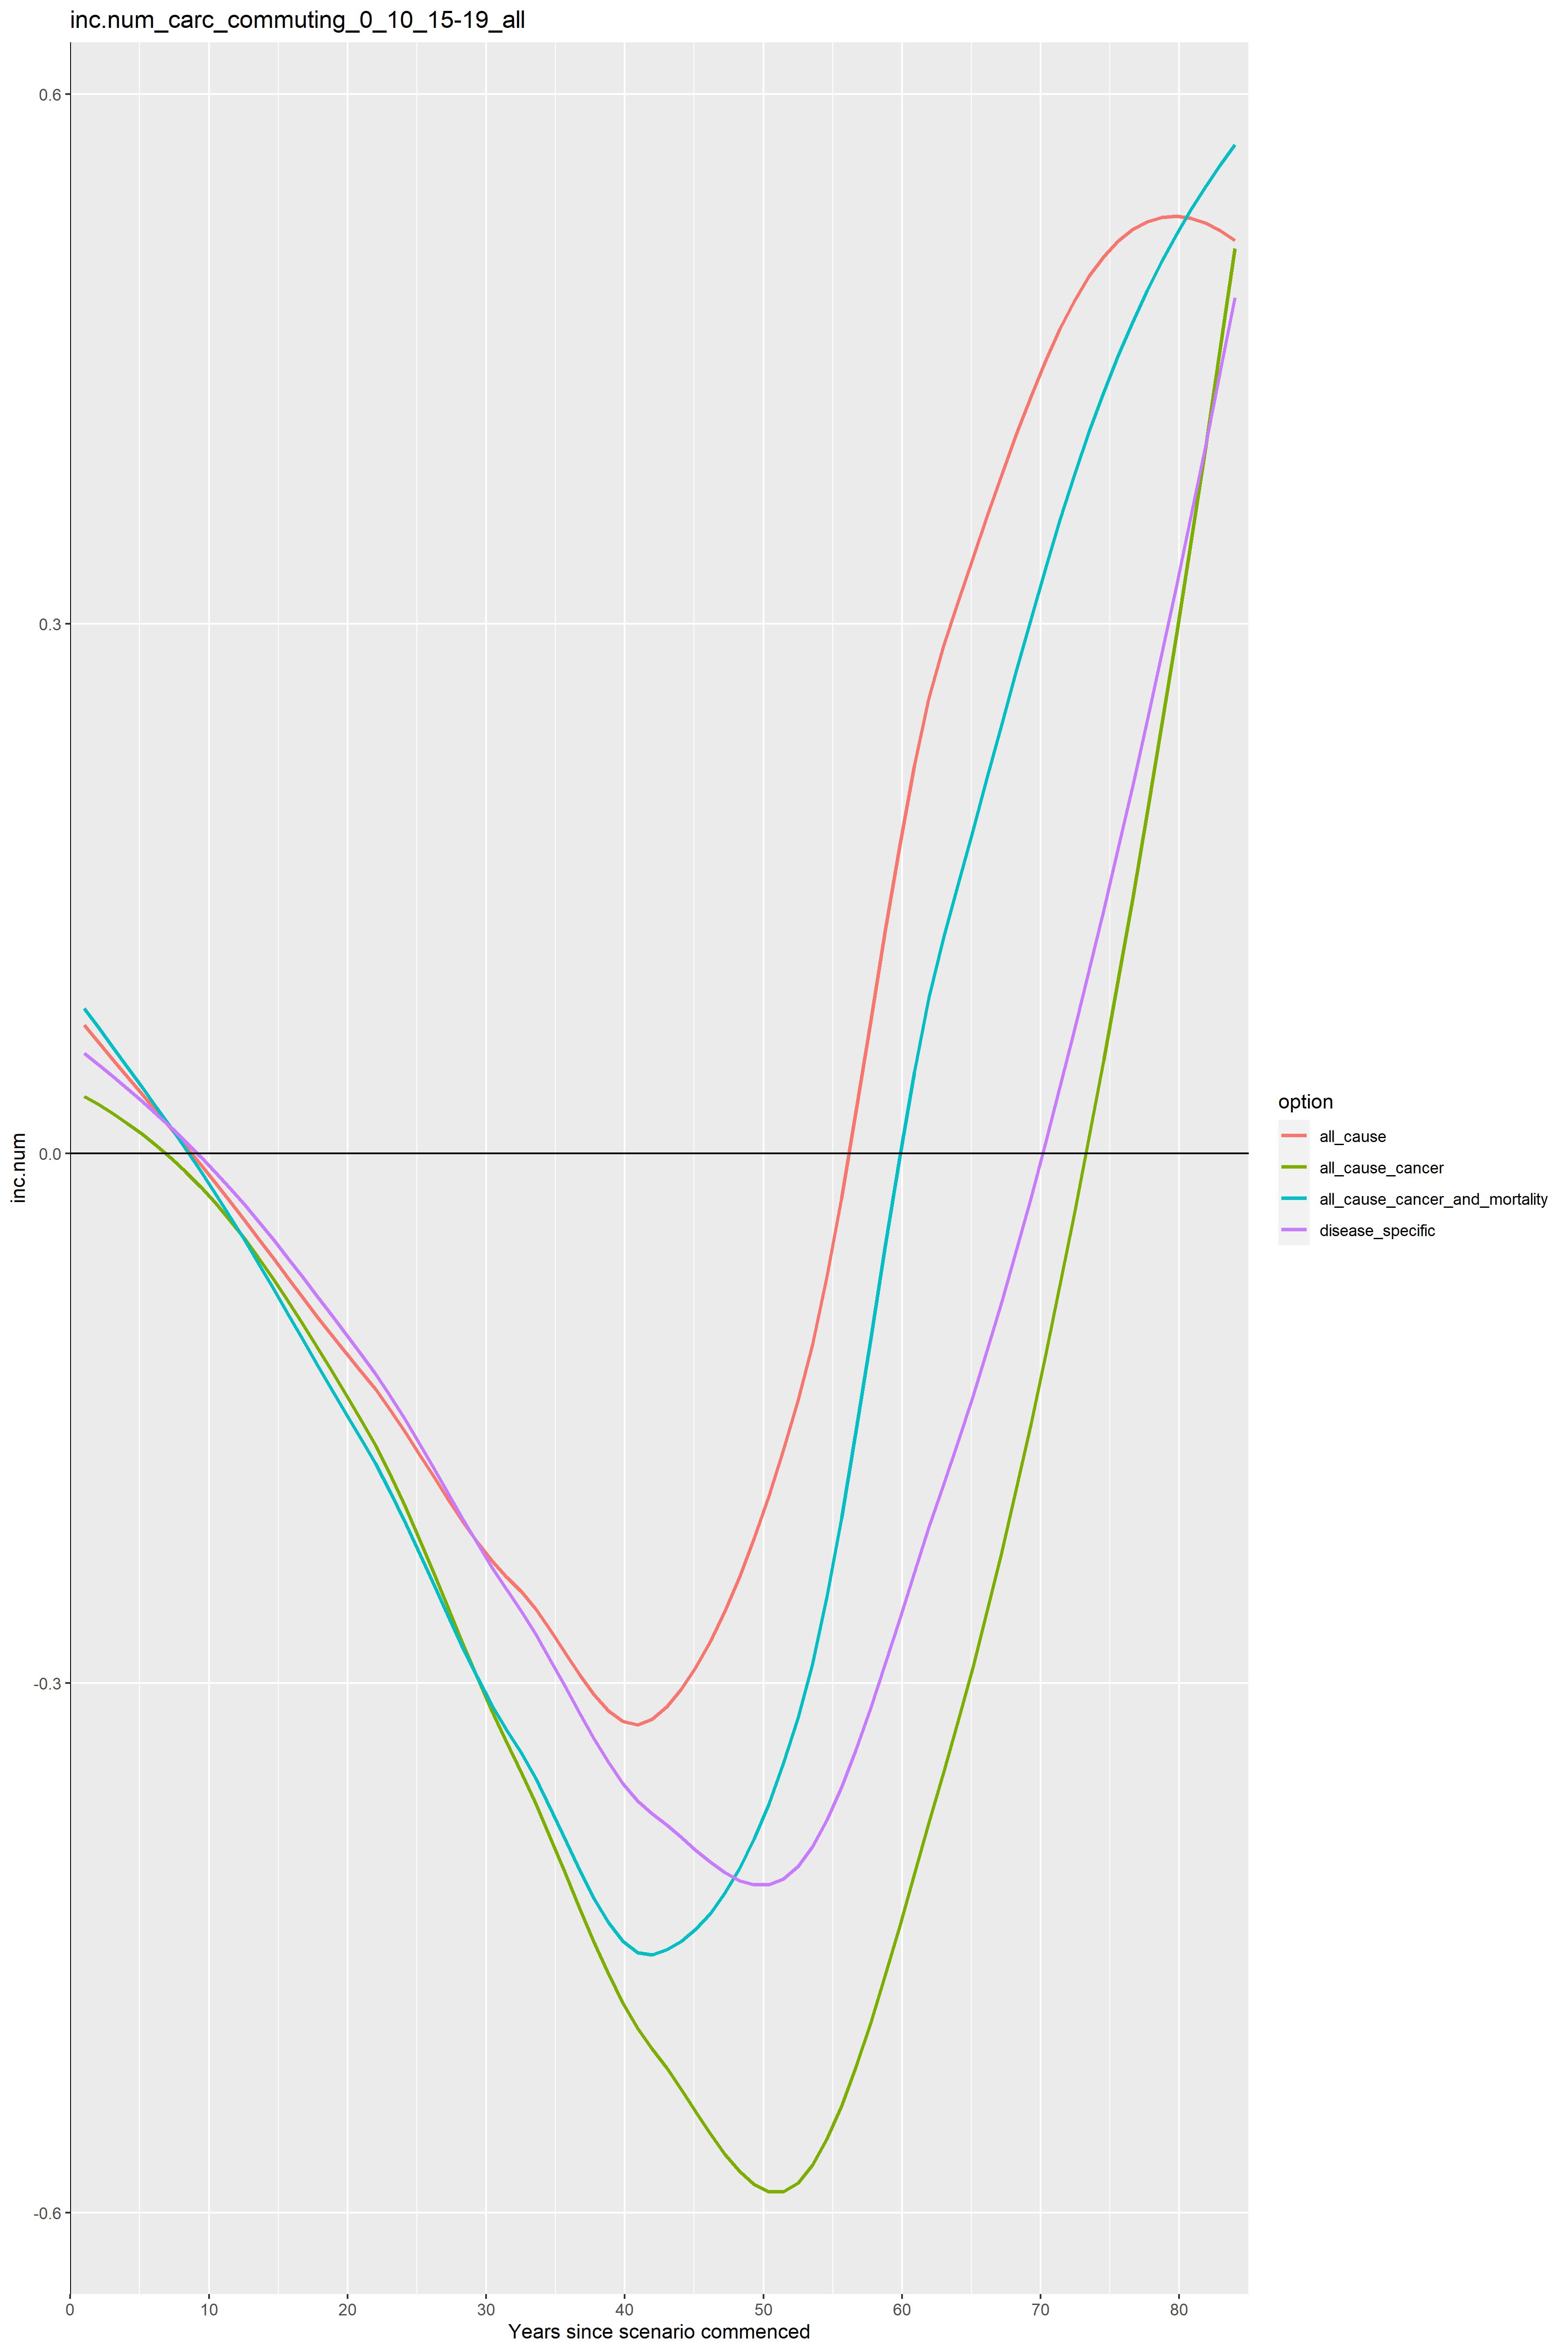 inc.num_carc_commuting_0_10_15-19_all
0.6
0.3
0.0
-0.3
-0.6
inc.num
0 10 20 30 40 50 60 70 80
Years since scenario commenced
option
all_cause
all_cause_cancer
all_cause_cancer_and_mortality
disease_specific